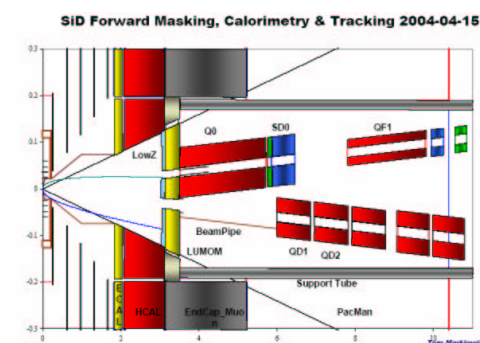 SiD Forward Masking, Calorimetry & Tracking 2004-04-15
0.3
0.2
0.1
0
-0.1
-0.2
-0.3
Q0
SD0
QF1
LowZ
BeamPipe
LUMOM
QD1
QD2
Support Tube
ECAL
HCAL
EndCap_Muo
n
PacMan
0
2
4
6
8
10